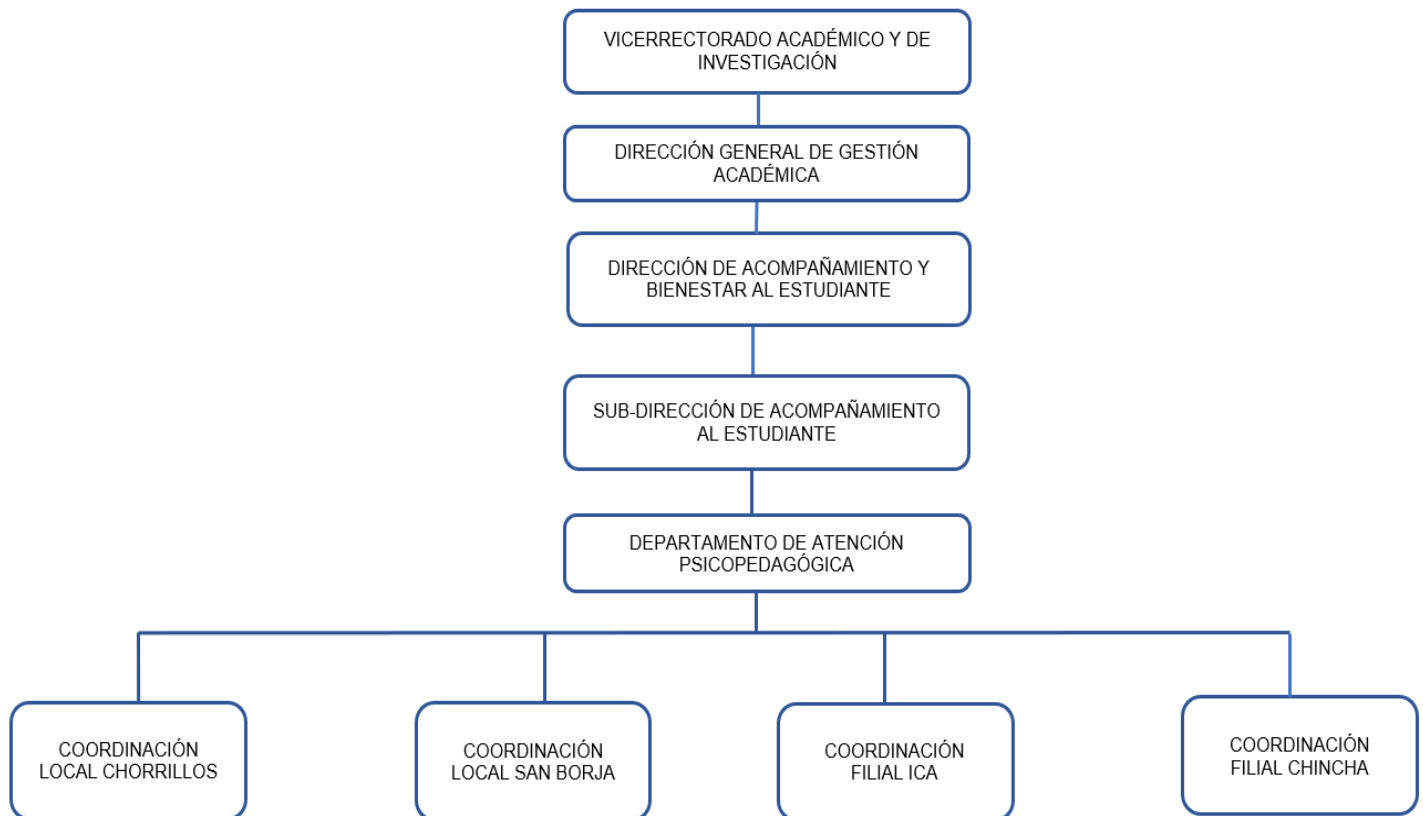 VICERRECTORADO ACADÉMICO Y DE
INVESTIGACIÓN
DIRECCIÓN GENERAL DE GESTIÓN
ACADÉMICA
DIRECCIÓN DE ACOMPAÑAMIENTO Y
BIENESTAR AL ESTUDIANTE
SUB-DIRECCIÓN DE ACOMPAÑAMIENTO
AL ESTUDIANTE
DEPARTAMENTO DE ATENCIÓN
PSICOPEDAGÓGICA
COORDINACIÓN
LOCAL CHORRILLOS
COORDINACIÓN
LOCAL SAN BORJA
COORDINACIÓN
FILIAL ICA
COORDINACIÓN
FILIAL CHINCHA